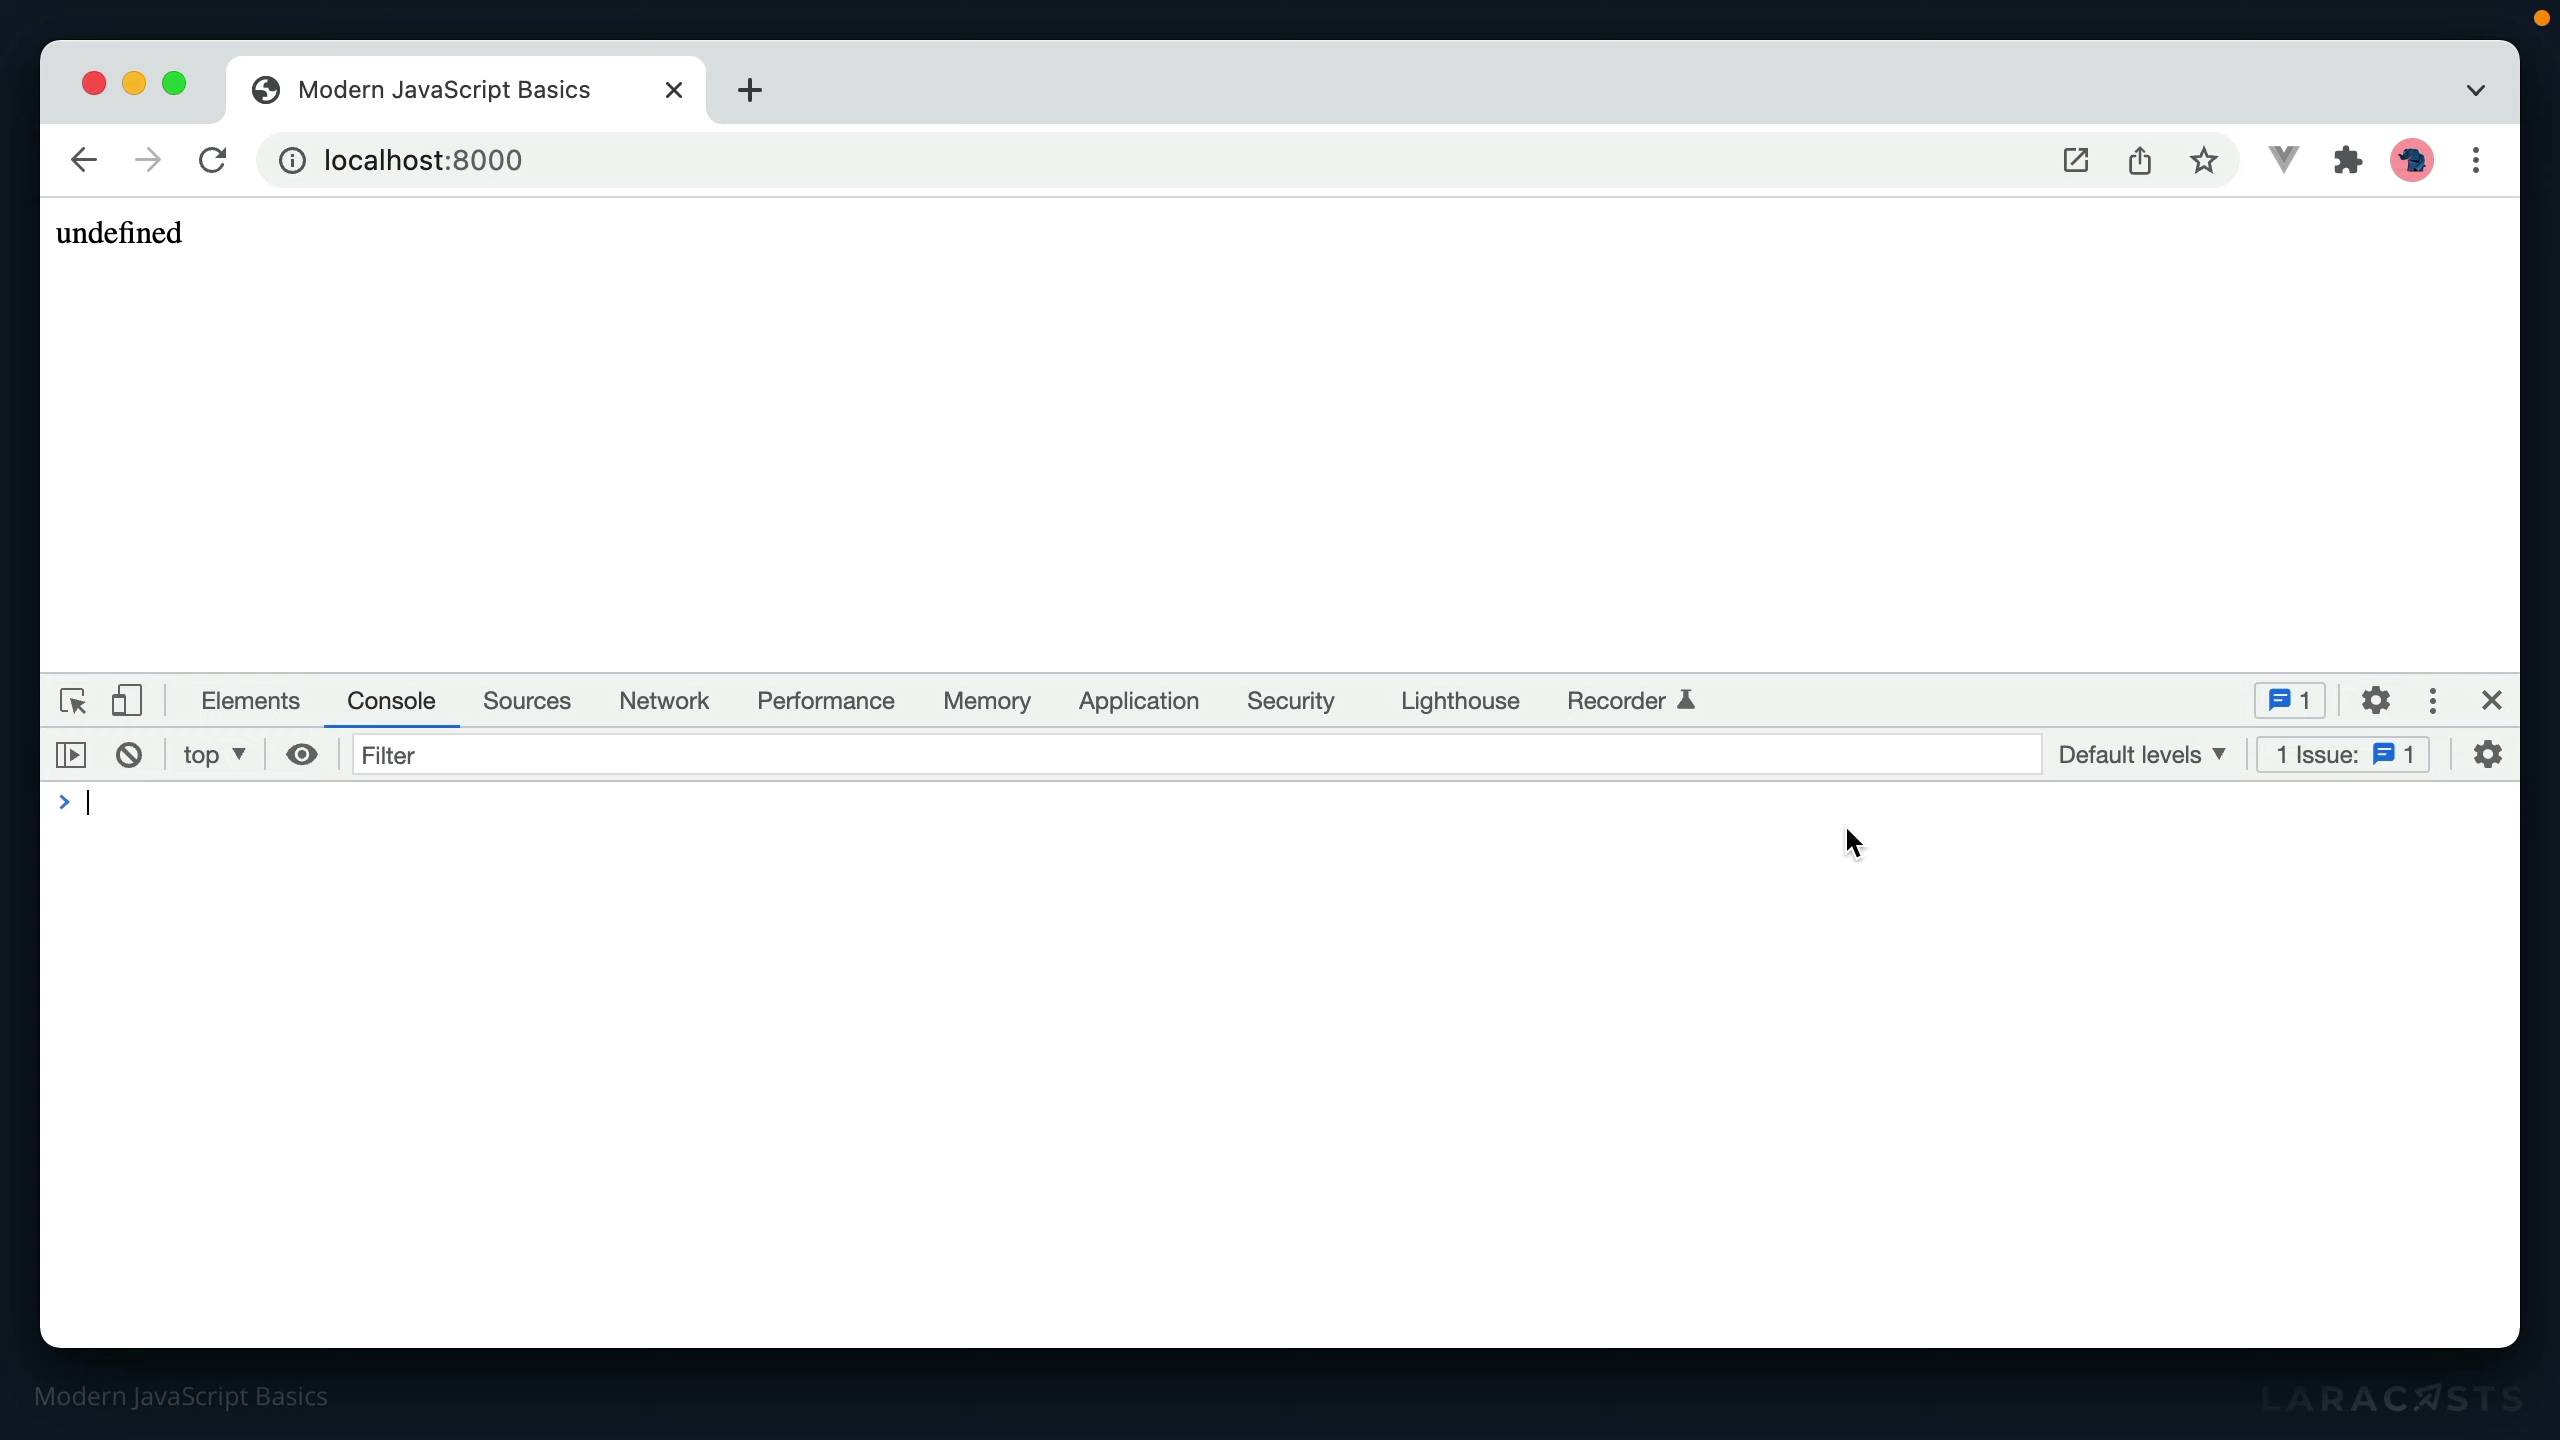 Modern JavaScript Basics
localhost:8000
undefined
Elements Console Sources Network Performance Memory Application Security Lighthouse Recorder 1
top Filter Default levels 1 Issue: 1
Modern JavaScript Basics LARACASTS